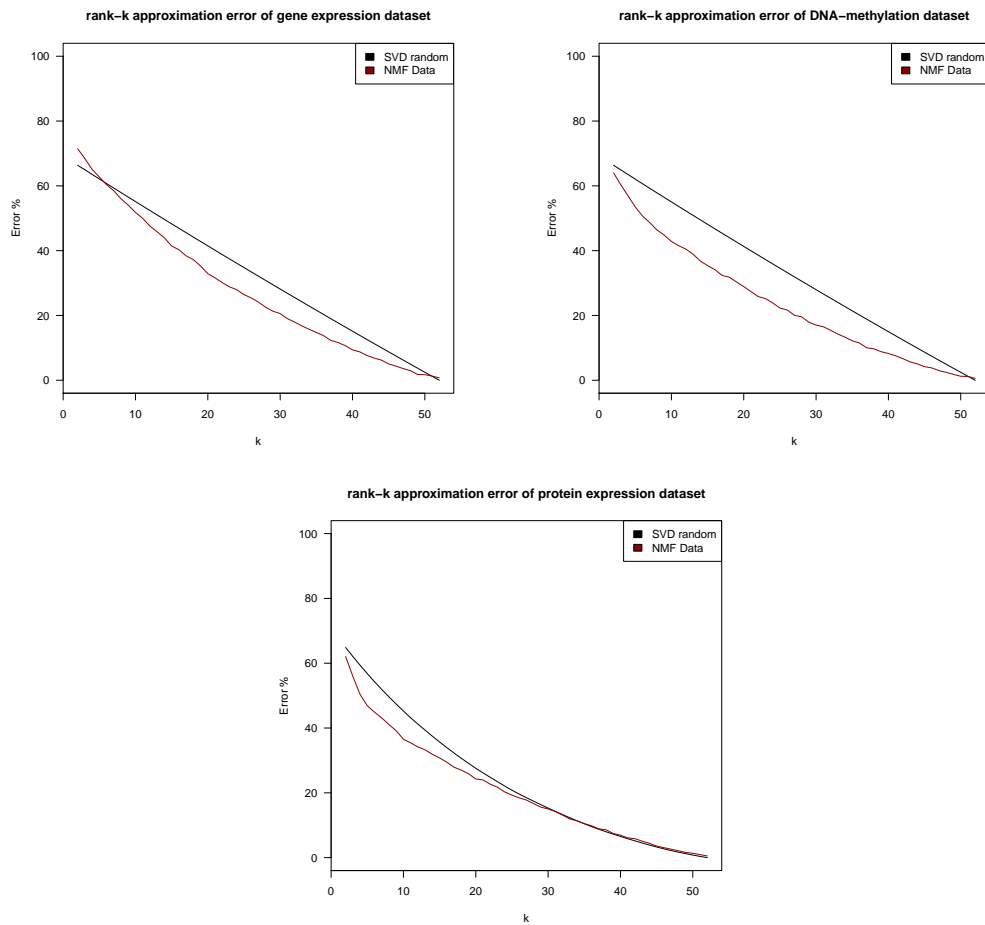 rank−k approximation error of gene expression dataset
SVD random
NMF Data
100
80
60
40
20
0
Error %
0 10 20 30 40 50
k
rank−k approximation error of DNA−methylation dataset
SVD random
NMF Data
100
80
60
40
20
0
Error %
0 10 20 30 40 50
k
rank−k approximation error of protein expression dataset
SVD random
NMF Data
100
80
60
40
20
0
Error %
0 10 20 30 40 50
k